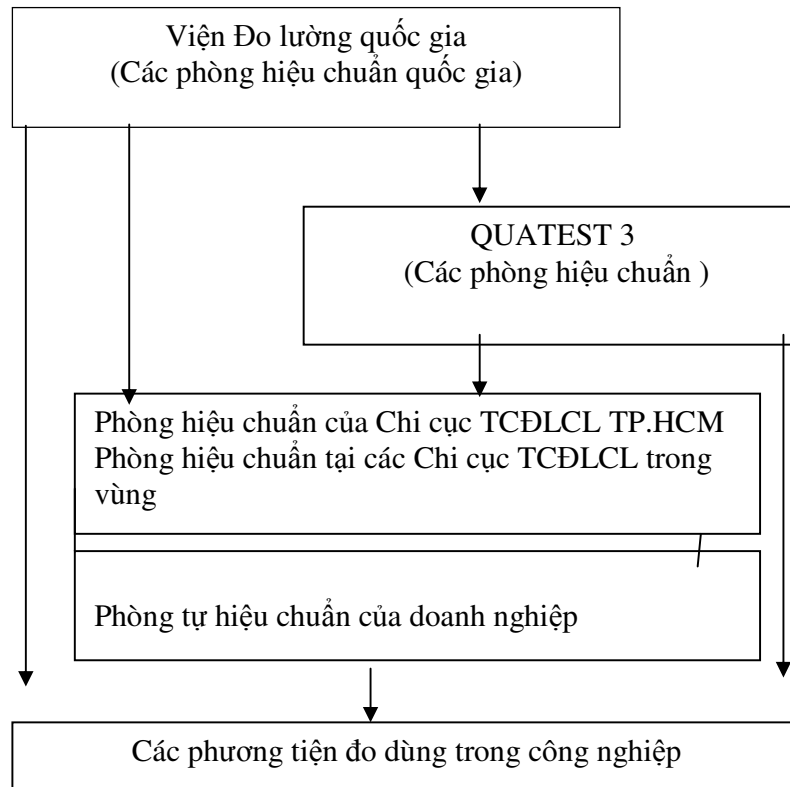 Viện Đo lường quốc gia
(Các phòng hiệu chuẩn quốc gia)
QUATEST 3
(Các phòng hiệu chuẩn )
Phòng hiệu chuẩn của Chi cục TCĐLCL TP.HCM
Phòng hiệu chuẩn tại các Chi cục TCĐLCL trong
vùng
Phòng tự hiệu chuẩn của doanh nghiệp
Các phương tiện đo dùng trong công nghiệp